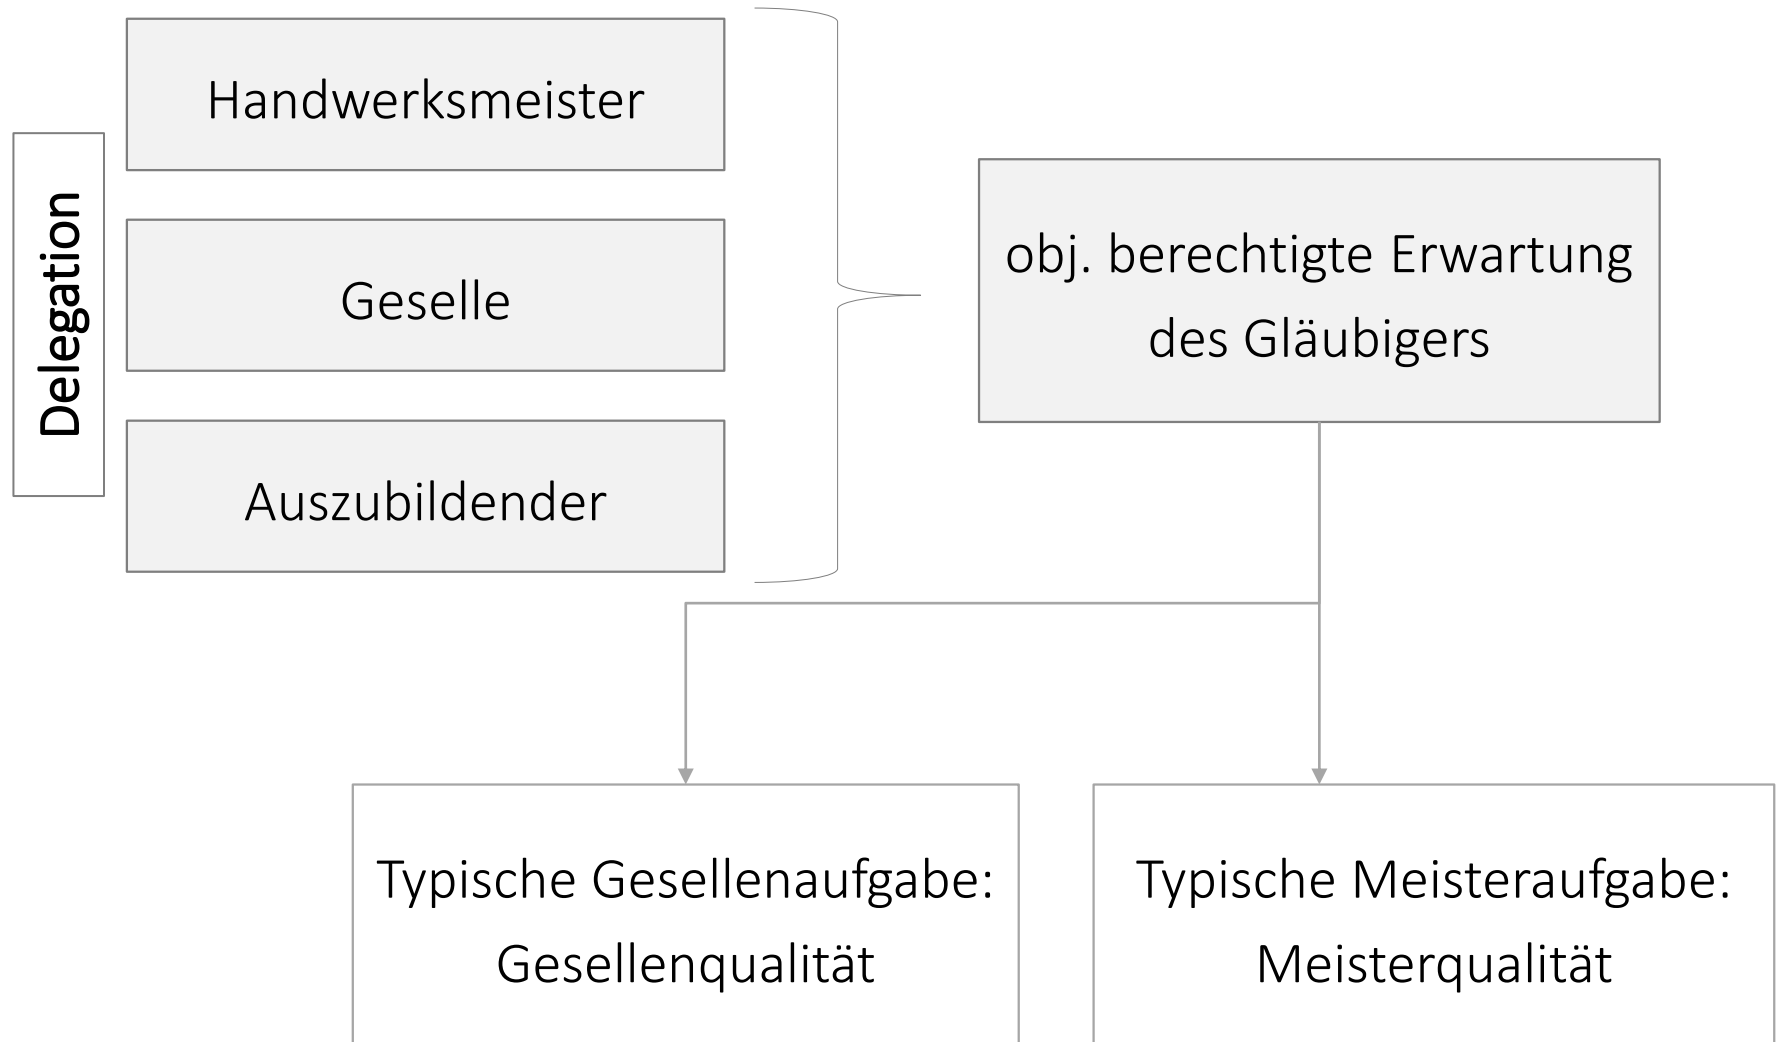 Delegation
Handwerksmeister
Geselle
Auszubildender
obj. berechtigte Erwartung
des Gläubigers
Typische Gesellenaufgabe:
Gesellenqualität
Typische Meisteraufgabe:
Meisterqualität